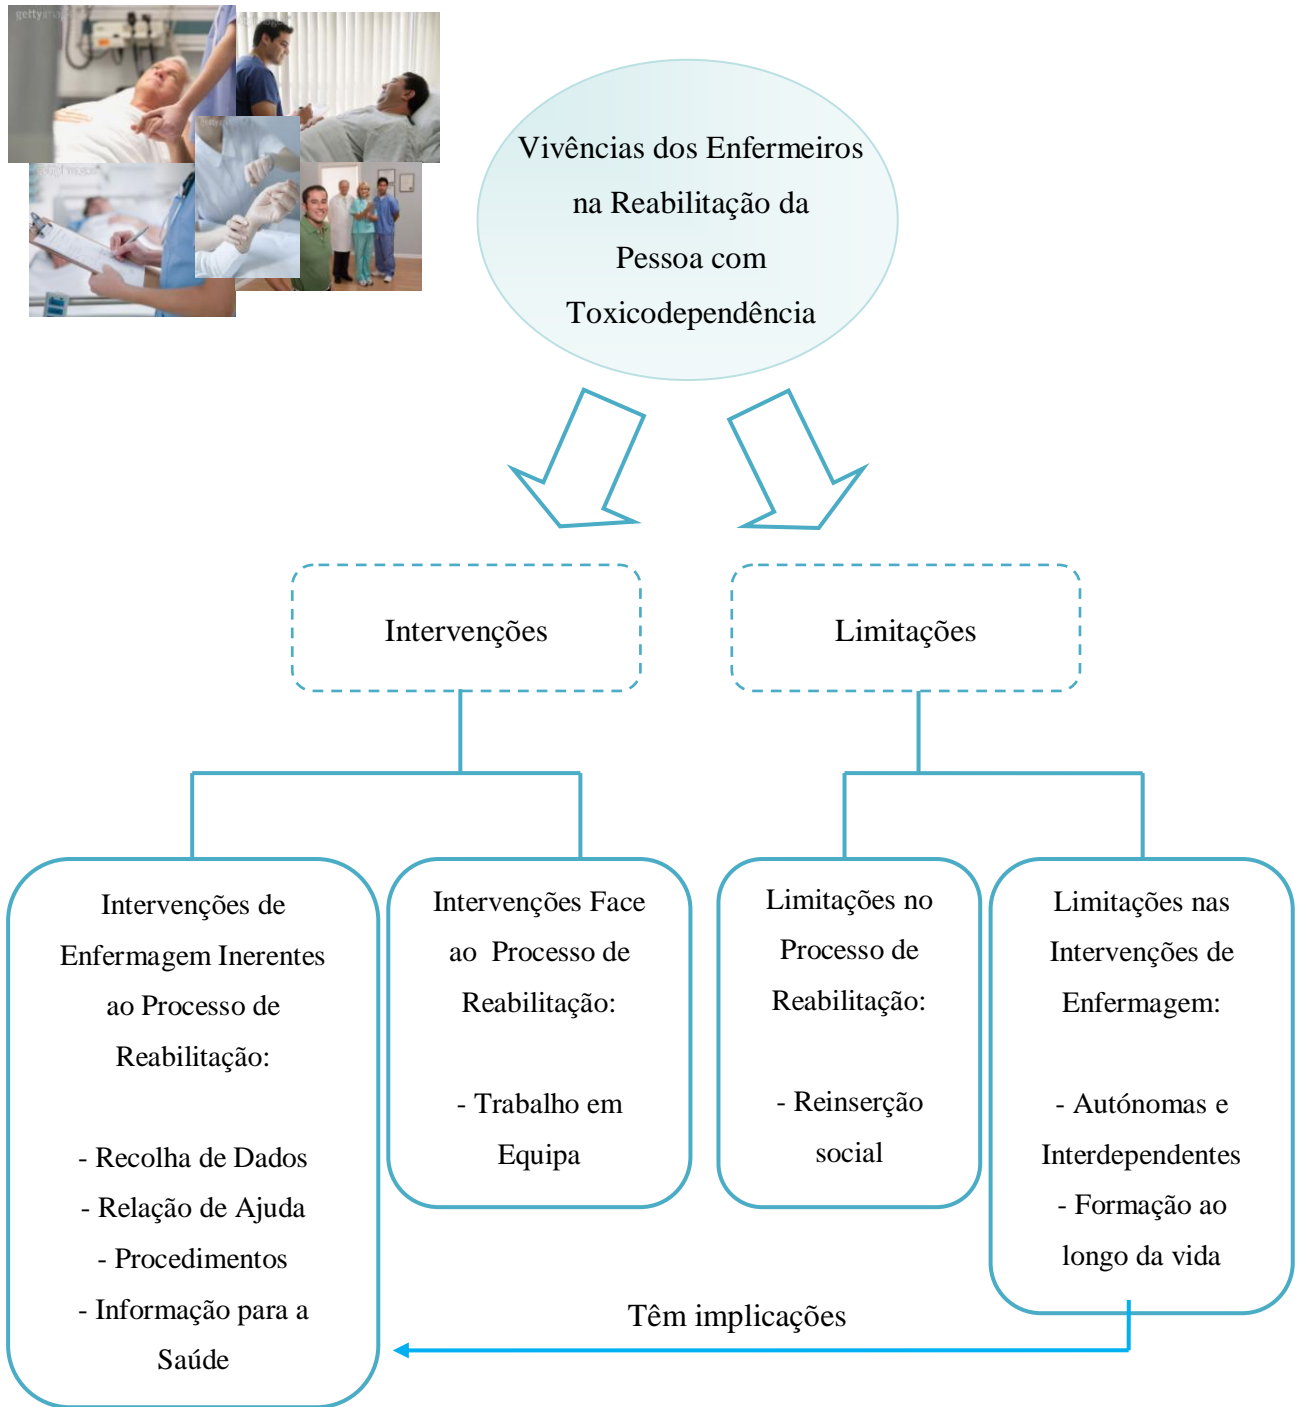 gettyimages
Vivências dos Enfermeiros
na Reabilitação da
Pessoa com
Toxicodependência
Intervenções
Limitações
Intervenções de
Enfermagem Inerentes
ao Processo de
Reabilitação:
- Recolha de Dados
- Relação de Ajuda
- Procedimentos
- Informação para a
Saúde
Intervenções Face
ao Processo de
Reabilitação:
- Trabalho em
Equipa
Limitações no
Processo de
Reabilitação:
- Reinserção
social
Limitações nas
Intervenções de
Enfermagem:
- Autónomas e
Interdependentes
- Formação ao
longo da vida
Têm implicações